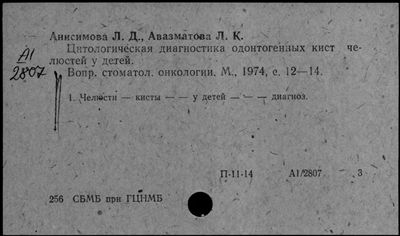 Анисимова Л. Д., Авазматова Л. К.
Цитологическая диагностика одонтогенных кист че-
люстей у детей.
Вопр. стоматол. онкологии. М., 1974, с. 12—14.
A1
2807
1. Челюсти — кисты — — у детей — — — диагноз.
П-11-14 А1/2807 3
256 СБМБ при ГЦНМБ